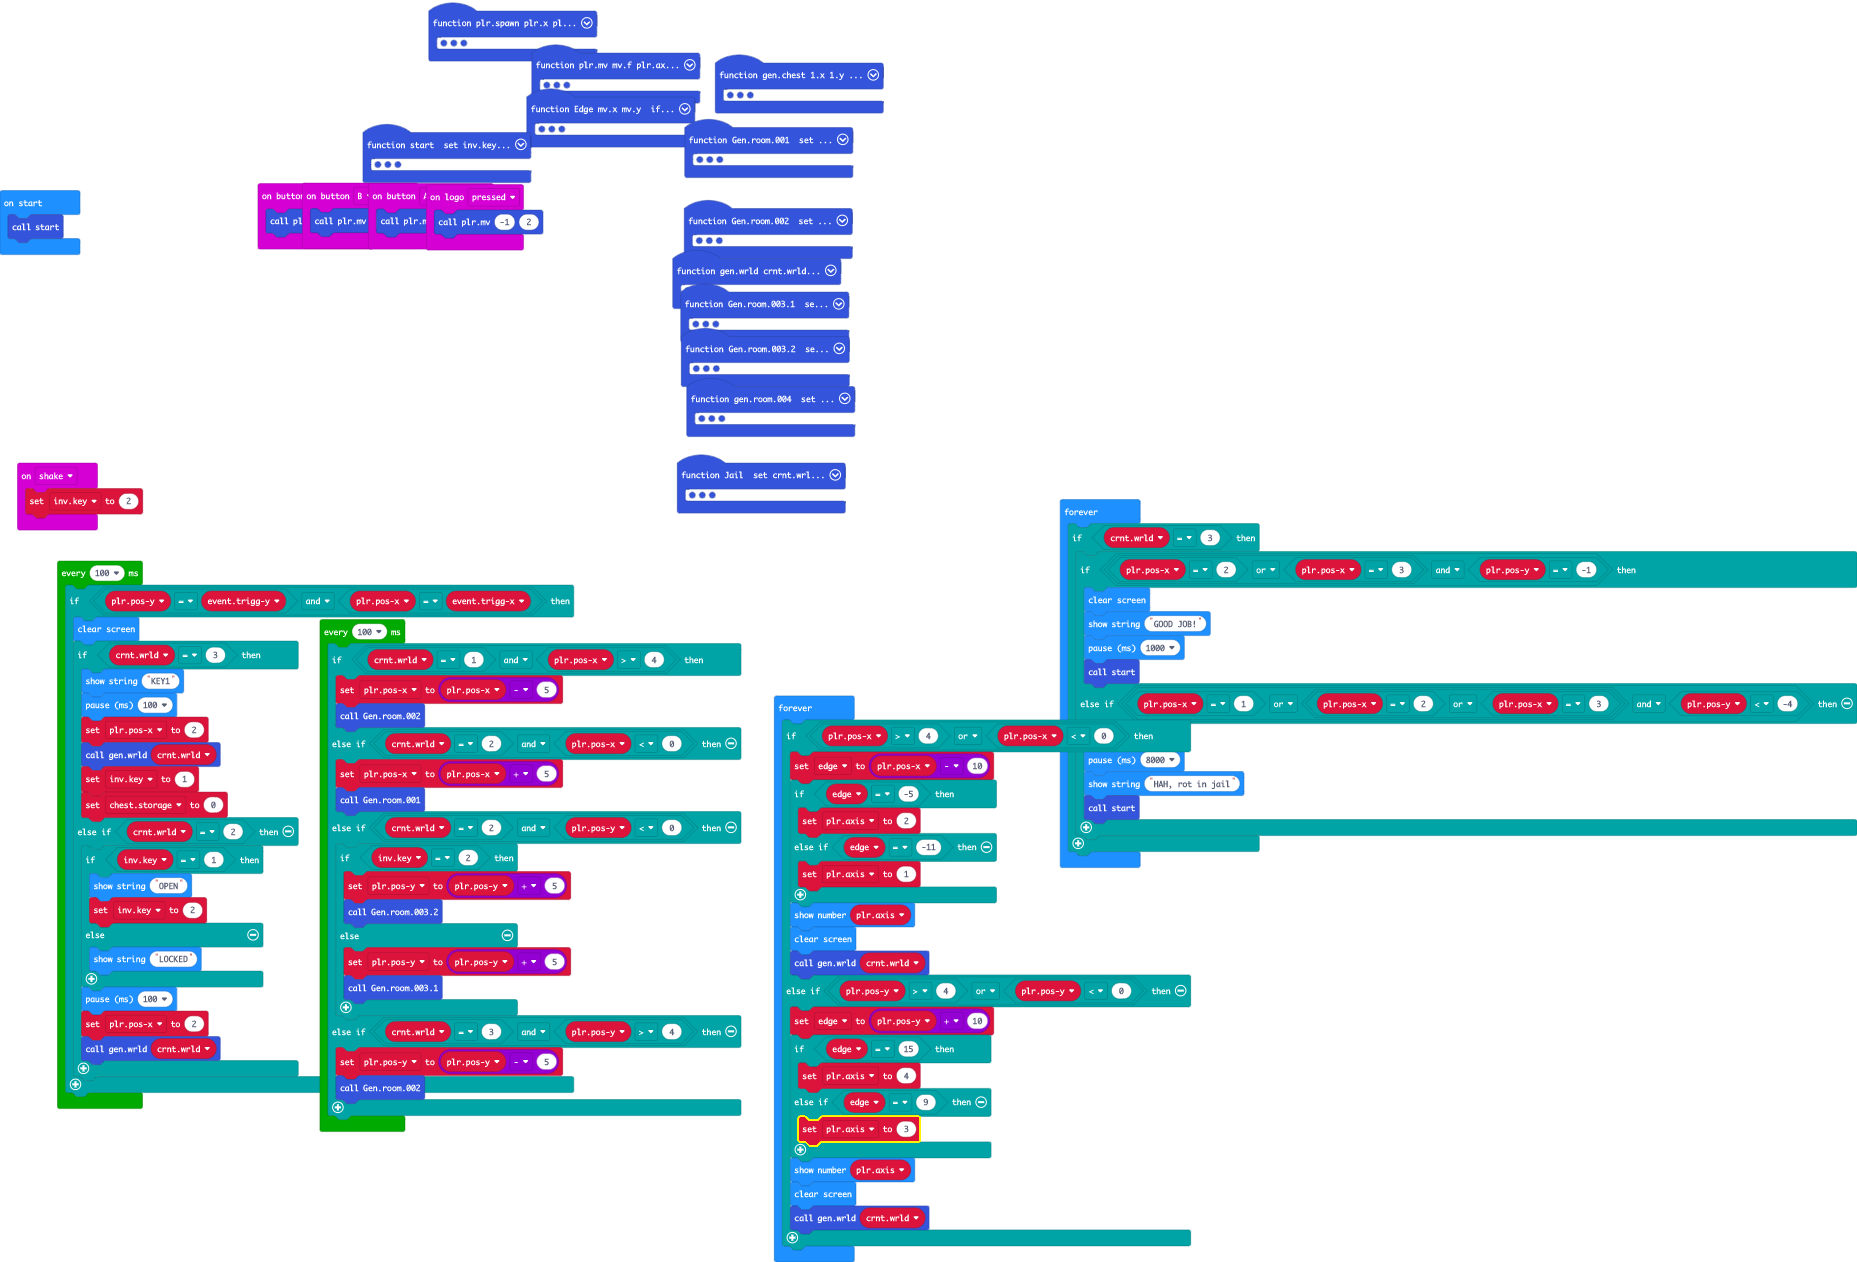 function plr.spawn plr.x pl...
function plr.mv mv.f plr.ax...
function gen.chest 1.x 1.y ...
function Edge mv.x mv.y if...
function start set inv.key...
function Gen.room.001 set ...
on start
call start
on button
call pl
on button B
call plr.mv
on button
call plr.m
on logo pressed
call plr.mv -1 2
function Gen.room.002 set ...
function gen.wrld crnt.wrld...
function Gen.room.003.1 se...
function Gen.room.003.2 se...
function gen.room.004 set ...
function Jail set crnt.wrl...
on shake
set inv.key to 2
every 100 ms
if plr.pos-y = event.trigg-y and plr.pos-x = event.trigg-x then
clear screen
if crnt.wrld = 3 then
show string "KEY1"
pause (ms) 100
set plr.pos-x to 2
call gen.wrld crnt.wrld
set inv.key to 1
set chest.storage to 0
else if crnt.wrld = 2 then
if inv.key = 1 then
show string "OPEN"
set inv.key to 2
else
show string "LOCKED"
pause (ms) 100
set plr.pos-x to 2
call gen.wrld crnt.wrld
every 100 ms
if crnt.wrld = 1 and plr.pos-x > 4 then
set plr.pos-x to plr.pos-x - 5
call Gen.room.002
else if crnt.wrld = 2 and plr.pos-x < 0 then
set plr.pos-x to plr.pos-x + 5
call Gen.room.001
else if crnt.wrld = 2 and plr.pos-y < 0 then
if inv.key = 2 then
set plr.pos-y to plr.pos-y + 5
call Gen.room.003.2
else
set plr.pos-y to plr.pos-y + 5
call Gen.room.003.1
else if crnt.wrld = 3 and plr.pos-y > 4 then
set plr.pos-y to plr.pos-y - 5
call Gen.room.002
forever
if plr.pos-x > 4 or plr.pos-x < 0 then
set edge to plr.pos-x - 10
if edge = -5 then
set plr.axis to 2
else if edge = -11 then
set plr.axis to 1
show number plr.axis
clear screen
call gen.wrld crnt.wrld
else if plr.pos-y > 4 or plr.pos-y < 0 then
set edge to plr.pos-y + 10
if edge = 15 then
set plr.axis to 4
else if edge = 9 then
set plr.axis to 3
show number plr.axis
clear screen
call gen.wrld crnt.wrld
forever
if crnt.wrld = 3 then
if plr.pos-x = 2 or plr.pos-x = 3 and plr.pos-y = -1 then
clear screen
show string "GOOD JOB!"
pause (ms) 1000
call start
else if plr.pos-x = 1 or plr.pos-x = 2 or plr.pos-x = 3 and plr.pos-y < -4 then
pause (ms) 8000
show string "HAH, rot in jail"
call start